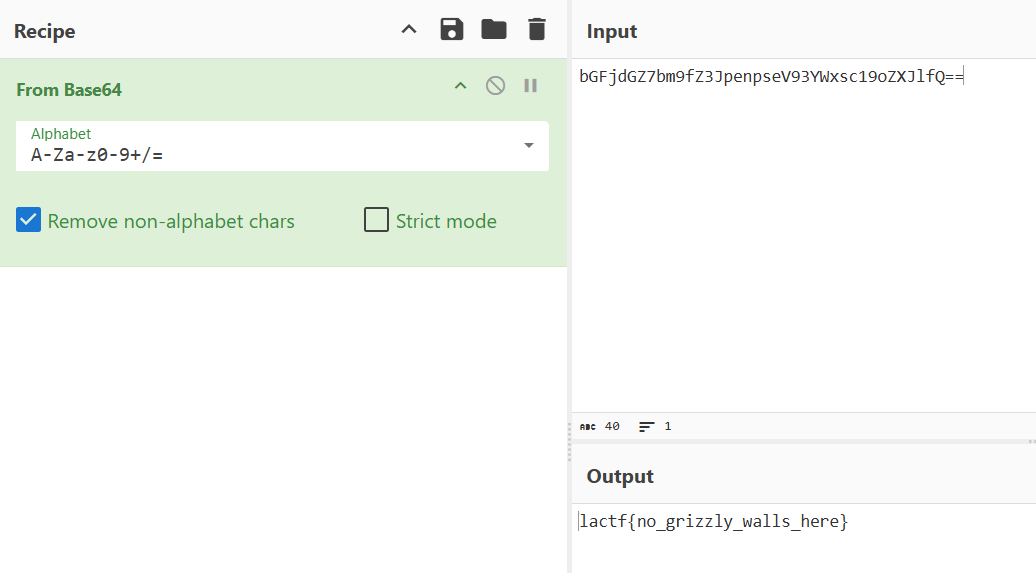 Recipe
From Base64
Alphabet
A-Za-z0-9+/=
Remove non-alphabet chars
Strict mode
Input
bGFjdGZ7bm9fZ3JpenpseV93YWxsc19oZXJlfQ==
ABC 40 1
Output
lactf{no_grizzly_walls_here}